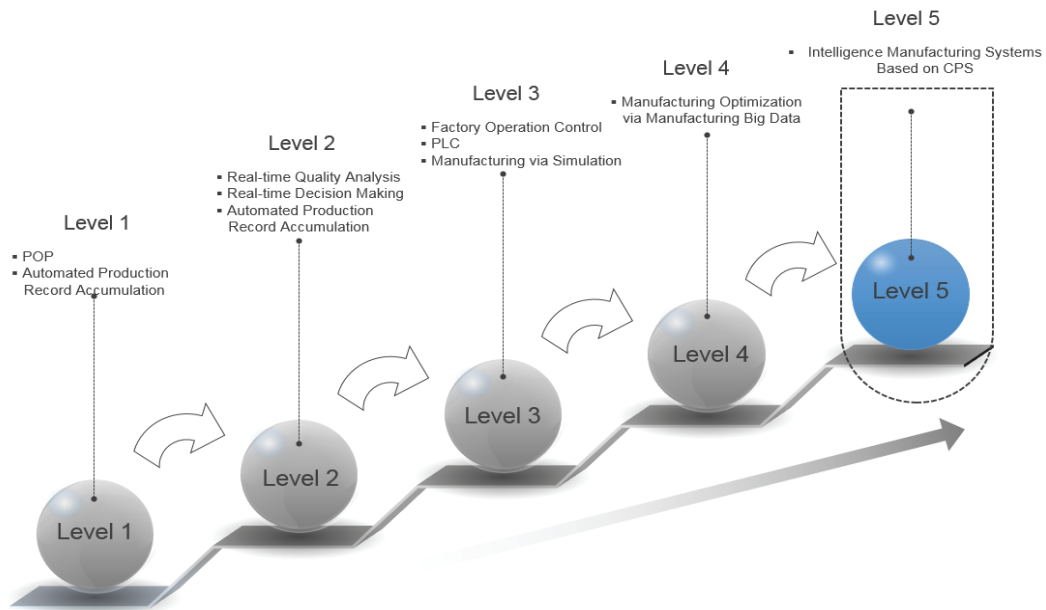 Level 1
▪ POP
▪ Automated Production
Record Accumulation
Level 2
▪ Real-time Quality Analysis
▪ Real-time Decision Making
▪ Automated Production
Record Accumulation
Level 3
▪ Factory Operation Control
▪ PLC
▪ Manufacturing via Simulation
Level 4
▪ Manufacturing Optimization
via Manufacturing Big Data
Level 5
▪ Intelligence Manufacturing Systems
Based on CPS
Level 1
Level 2
Level 3
Level 4
Level 5